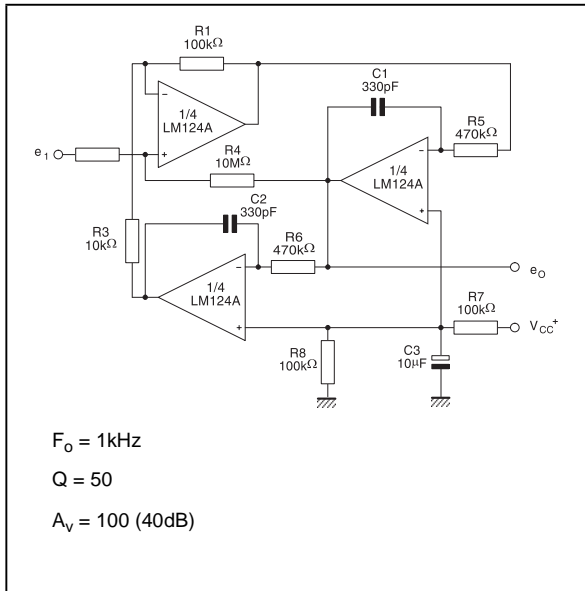 R1
100kΩ
C1
330pF
1/4
LM124A
R5
470kΩ
R4
10MΩ
e1
1/4
LM124A
C2
330pF
R3
10kΩ
R6
470kΩ
eO
1/4
LM124A
R7
100kΩ
VCC+
R8
100kΩ
C3
10μF
Fo = 1kHz
Q = 50
Av = 100 (40dB)